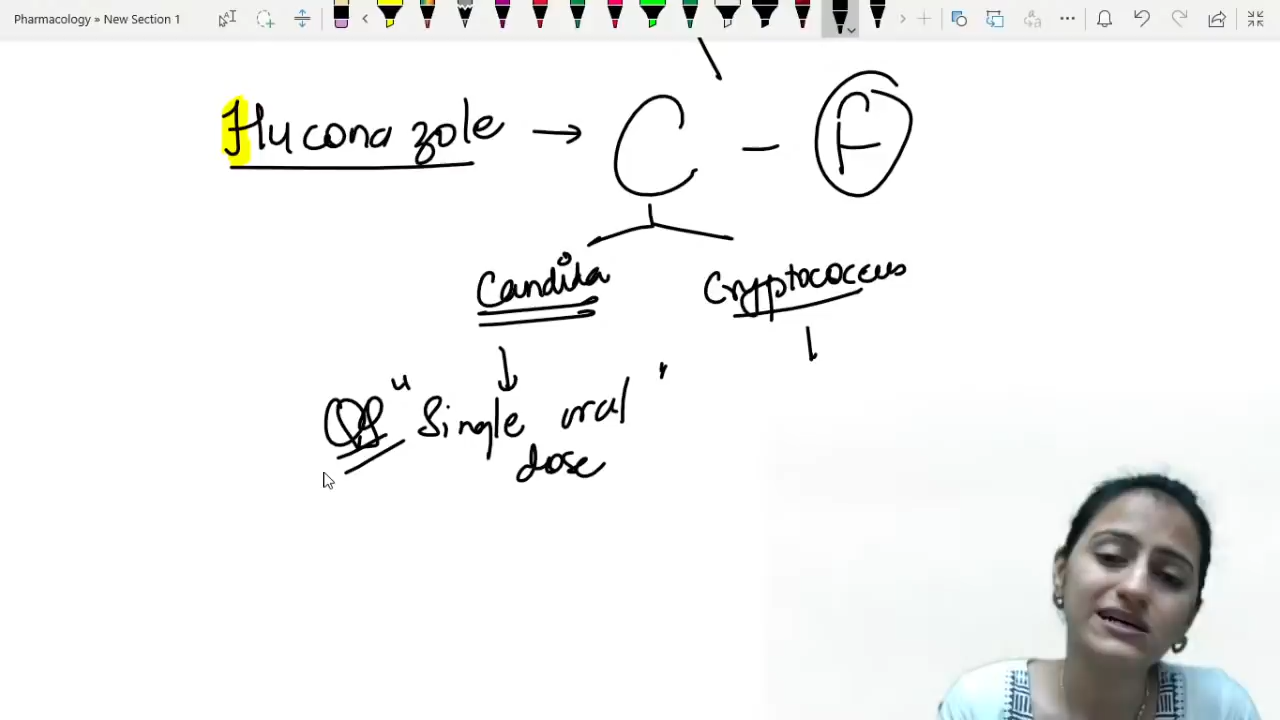 Pharmacology » New Section 1
Fluconazole → C - F
Candida Cryptococcus
"Single oral"
dose